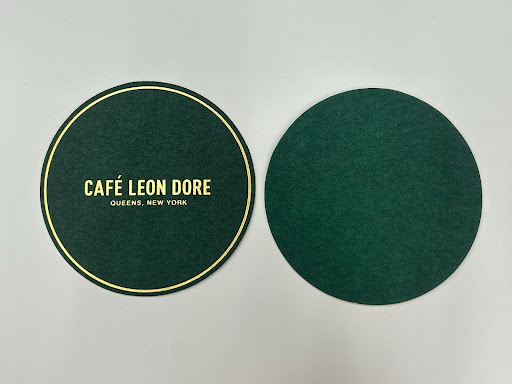 CAFÉ LEON DORE
QUEENS, NEW YORK